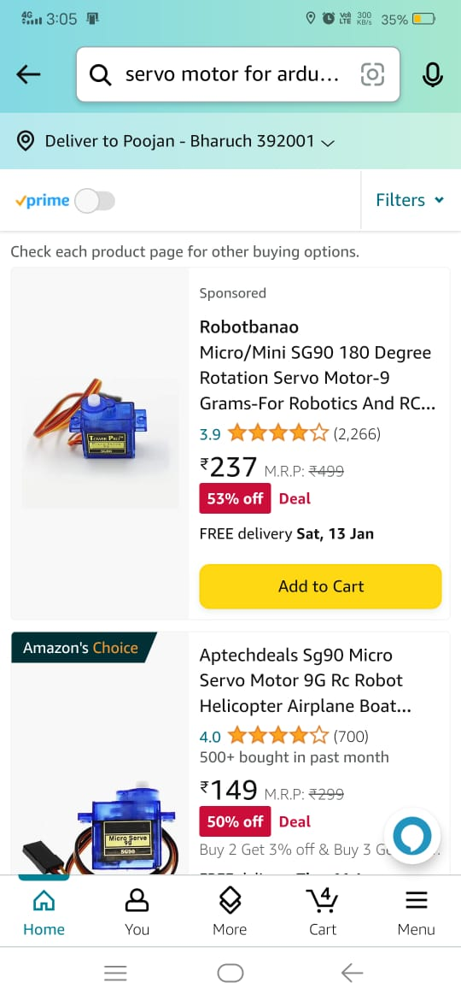 4G 3:05 Voll LTE 300 KB/s 35%
servo motor for ardu...
Deliver to Poojan - Bharuch 392001
prime
Filters
Check each product page for other buying options.
Sponsored
Robotbanao
Micro/Mini SG90 180 Degree
Rotation Servo Motor-9
Grams-For Robotics And RC...
3.9 (2,266)
₹237 M.R.P: ₹499
53% off Deal
FREE delivery Sat, 13 Jan
Add to Cart
Tower Pro™
SG90
Amazon's Choice
Aptechdeals Sg90 Micro
Servo Motor 9G Rc Robot
Helicopter Airplane Boat...
4.0 (700)
500+ bought in past month
₹149 M.R.P: ₹299
50% off Deal
Buy 2 Get 3% off & Buy 3
Micro Serve
9g
SG90
4
Home
You
More
Cart
Menu